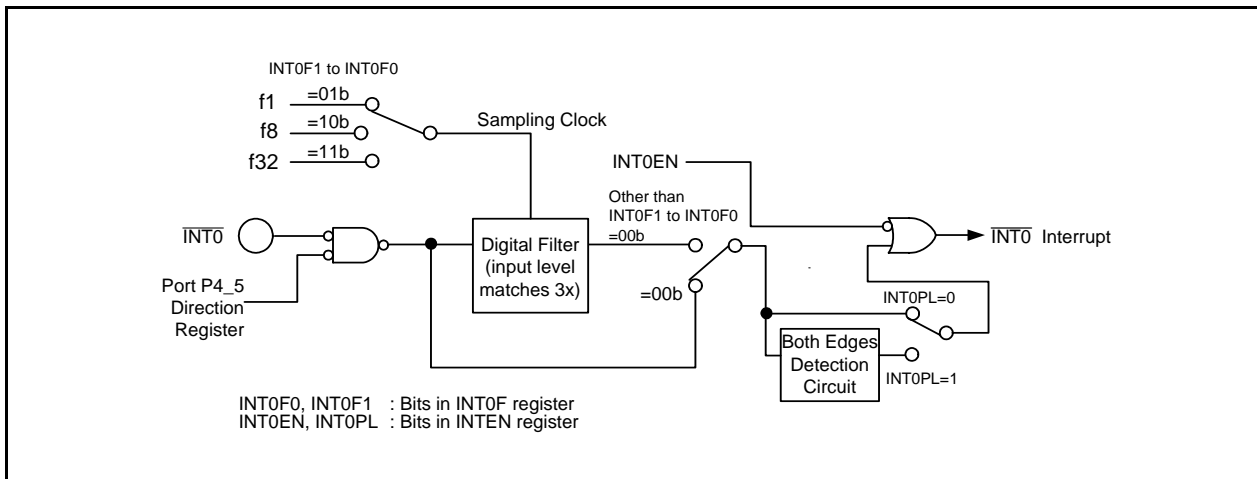 INT0F1 to INT0F0
f1 =01b
f8 =10b
f32 =11b
Sampling Clock
INT0EN
Other than
INT0F1 to INT0F0
=00b
INT0
Port P4_5
Direction
Register
Digital Filter
(input level
matches 3x)
=00b
INT0 Interrupt
INT0PL=0
Both Edges
Detection
Circuit
INT0PL=1
INT0F0, INT0F1 : Bits in INT0F register
INT0EN, INT0PL : Bits in INTEN register